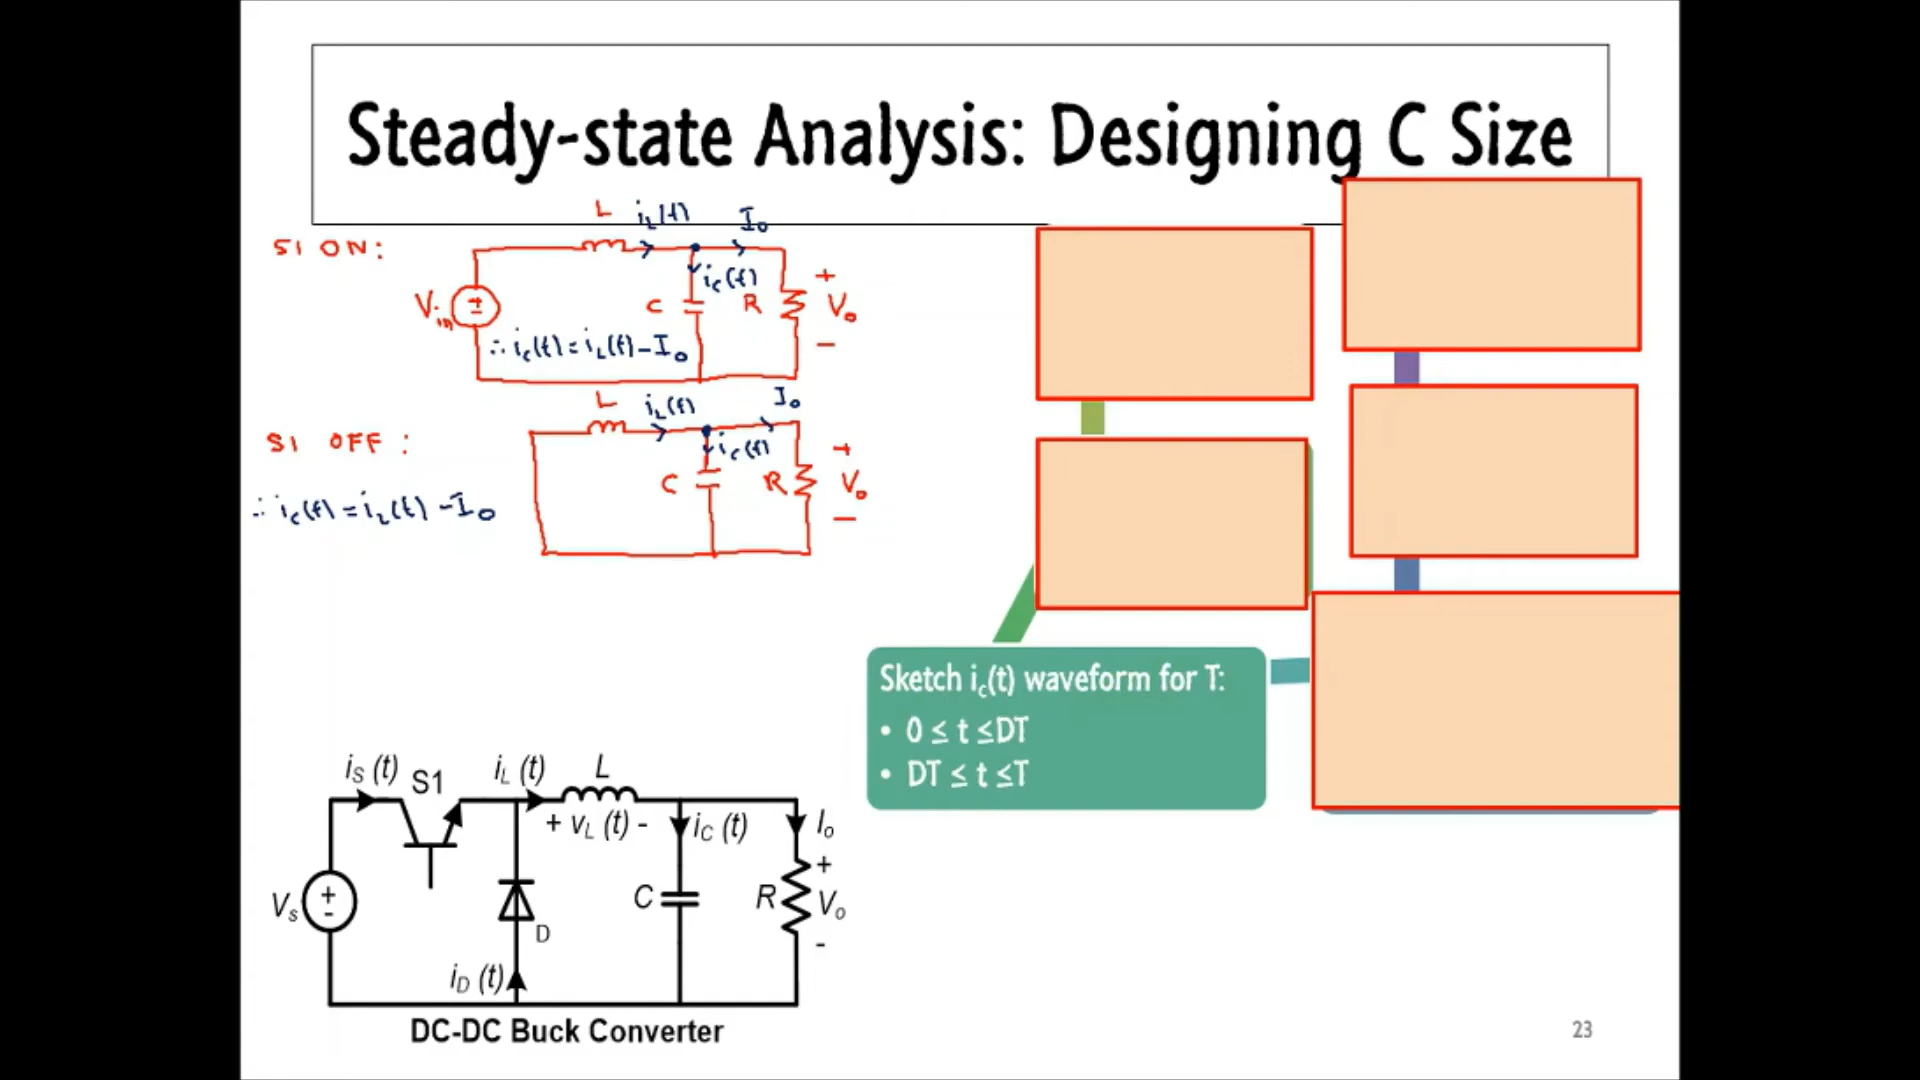 Steady-state Analysis: Designing C Size
S1 ON:
L
iL(t)
Io
ic(t)
Vin
+
-
C
R
+
Vo
-
∴ ic(t) = iL(t) - Io
S1 OFF:
L
iL(t)
Io
ic(t)
C
R
+
Vo
-
∴ ic(t) = iL(t) - Io
Sketch ic(t) waveform for T:
• 0 ≤ t ≤DT
• DT ≤ t ≤T
iS (t)
S1
iL (t)
L
+ vL (t) -
iC (t)
Io
Vs
+
-
D
C
R
+
Vo
-
iD (t)
DC-DC Buck Converter
23